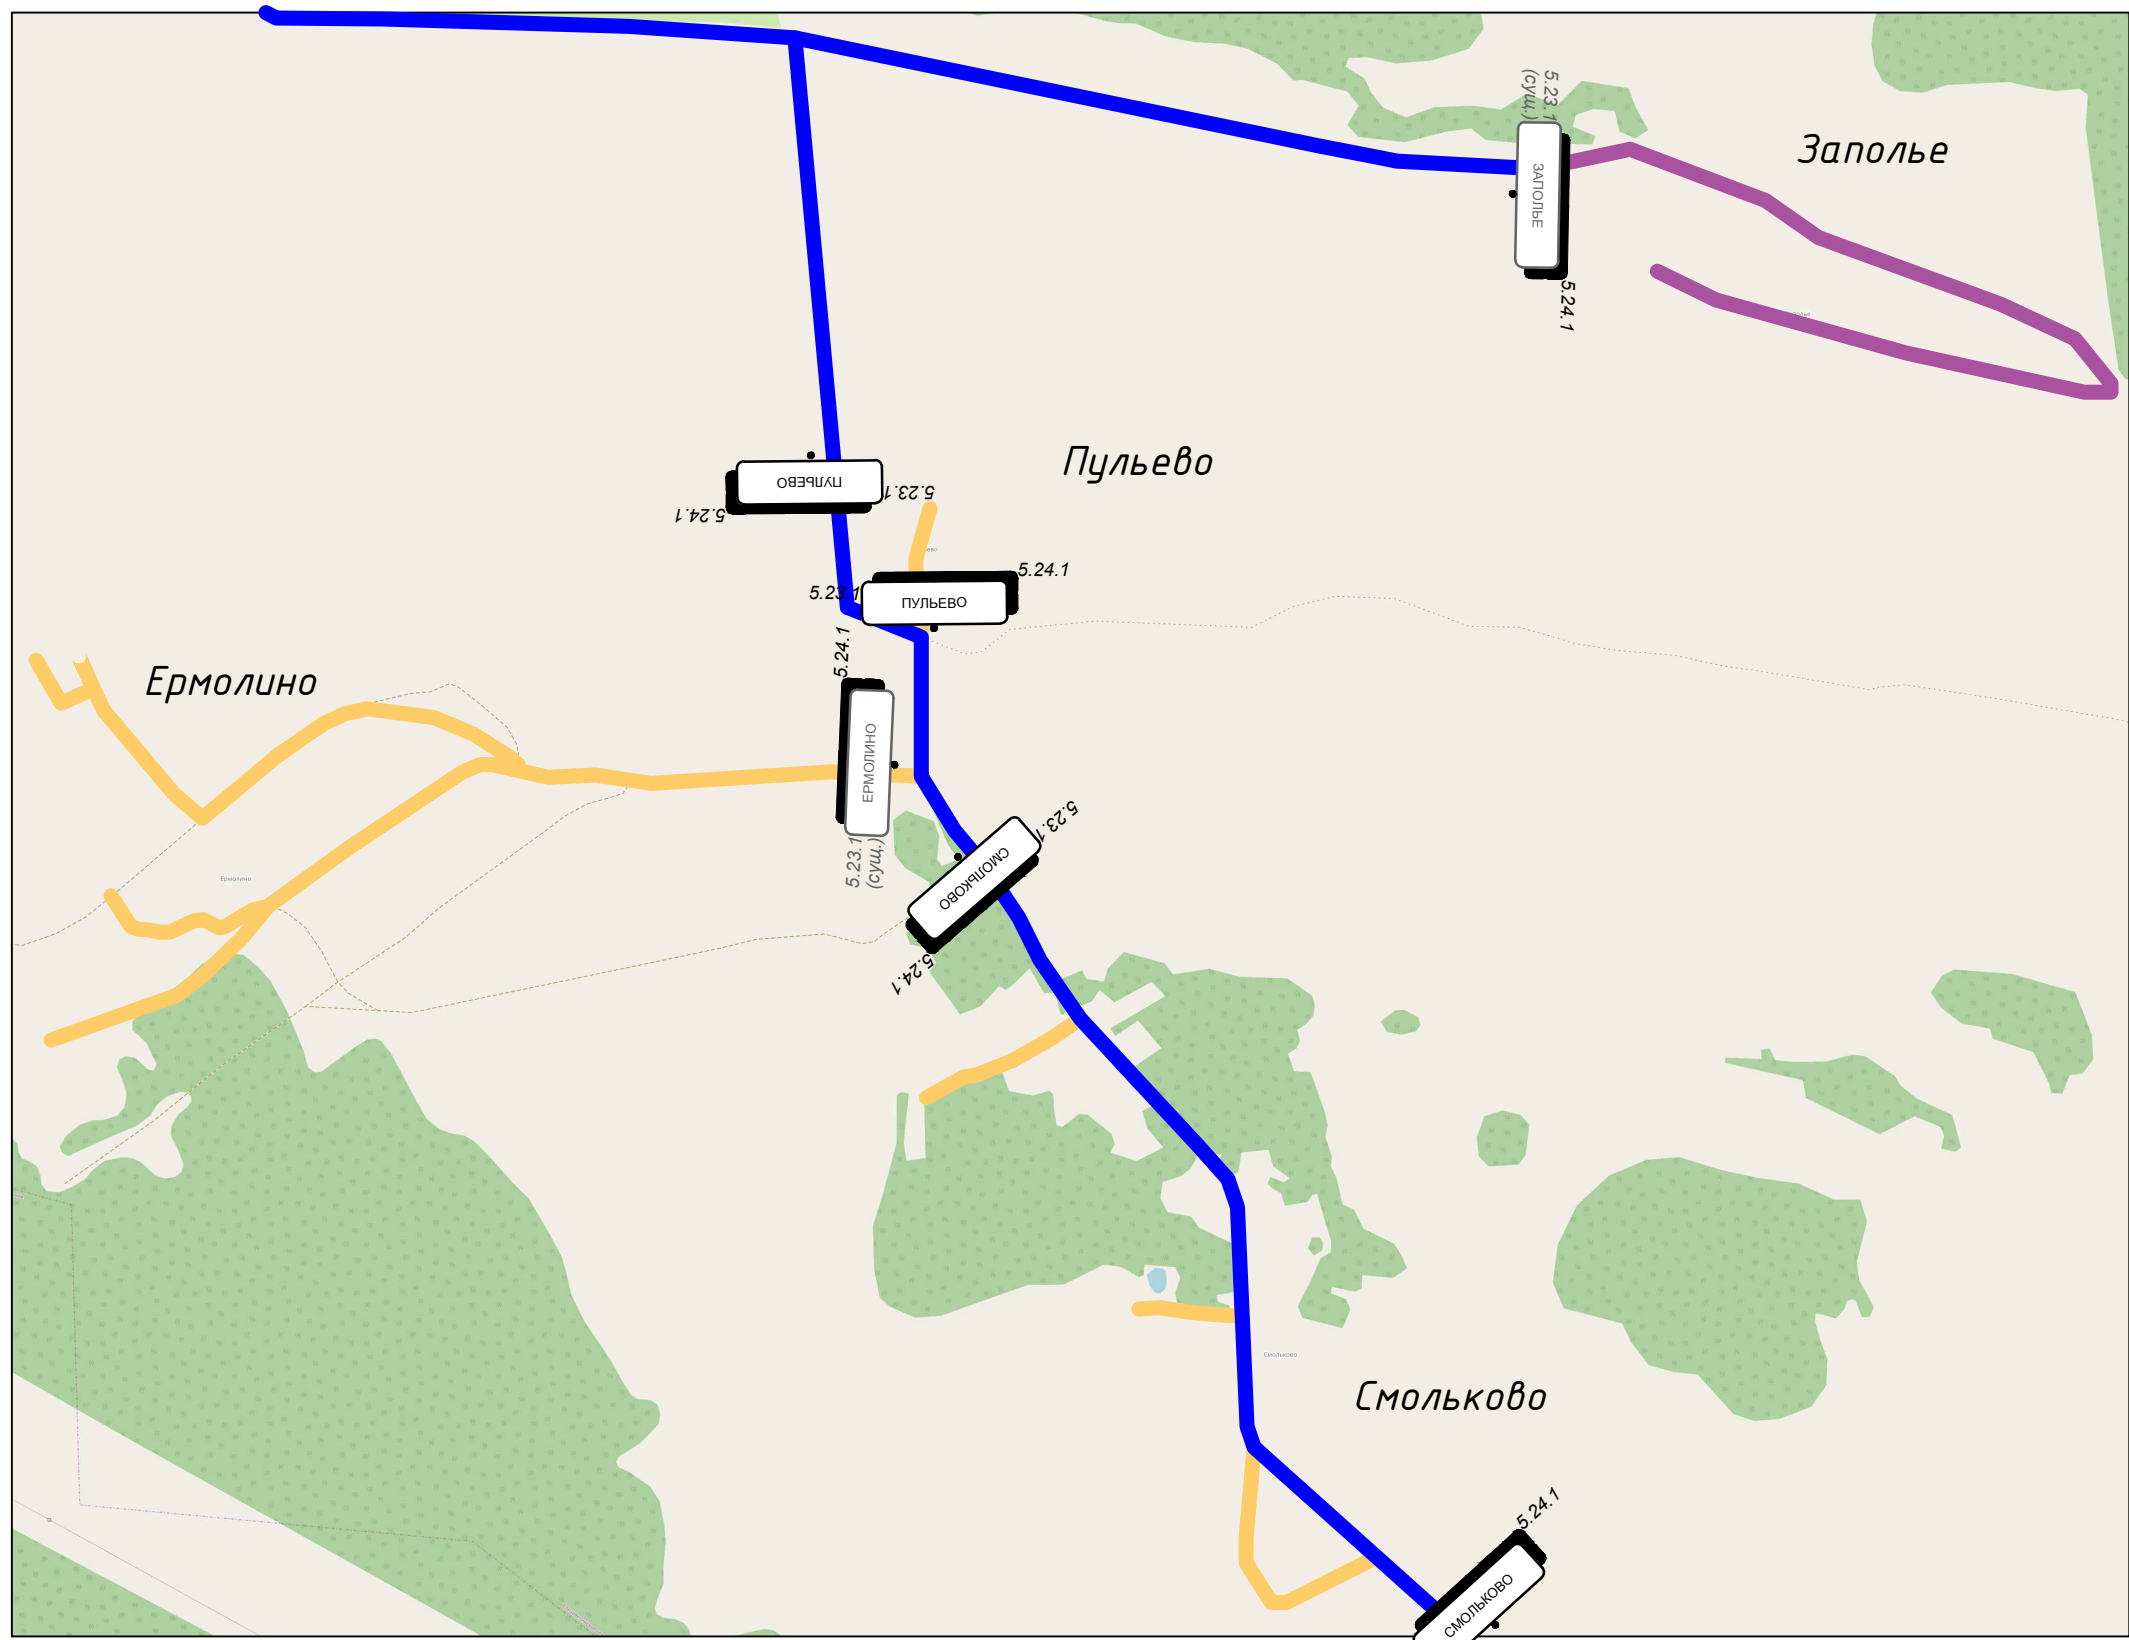 5.23.1
(сущ.)
ЗАПОЛЬЕ
5.24.1
Заполье
Пульево
ПУЛЬЕВО
5.23.1
5.24.1
5.24.1
5.23.1
ПУЛЬЕВО
Ермолино
5.24.1
ЕРМОЛИНО
5.23.1
(сущ.)
5.23.1
СМОЛЬКОВО
5.24.1
Ермолино
Смольково
Смольково
5.24.1
СМОЛЬКОВО